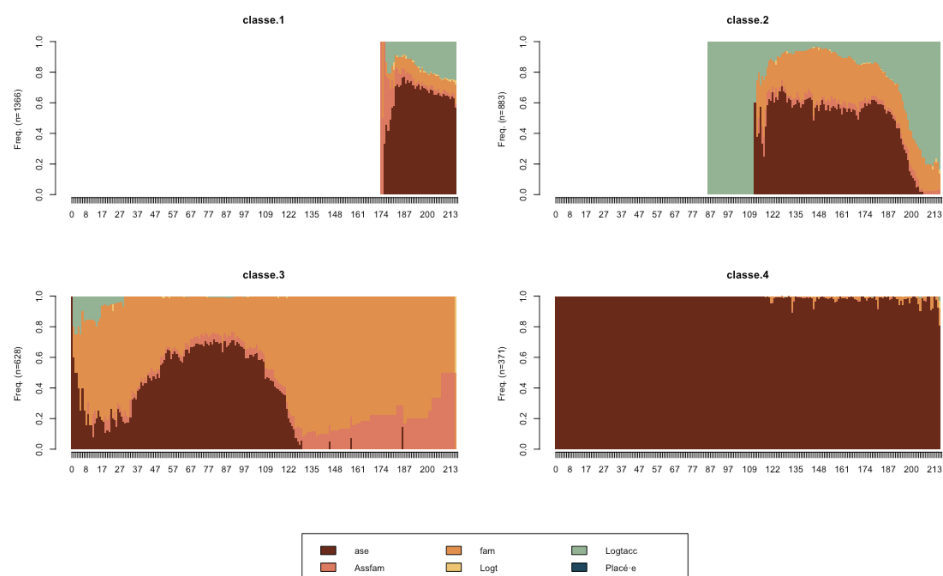 classe.1
Freq. (n=1366)
0.0 0.2 0.4 0.6 0.8 1.0
0 8 17 27 37 47 57 67 77 87 97 109 122 135 148 161 174 187 200 213
classe.2
Freq. (n=883)
0.0 0.2 0.4 0.6 0.8 1.0
0 8 17 27 37 47 57 67 77 87 97 109 122 135 148 161 174 187 200 213
classe.3
Freq. (n=628)
0.0 0.2 0.4 0.6 0.8 1.0
0 8 17 27 37 47 57 67 77 87 97 109 122 135 148 161 174 187 200 213
classe.4
Freq. (n=371)
0.0 0.2 0.4 0.6 0.8 1.0
0 8 17 27 37 47 57 67 77 87 97 109 122 135 148 161 174 187 200 213
ase fam Logtacc
Assfam Logt Placé·e